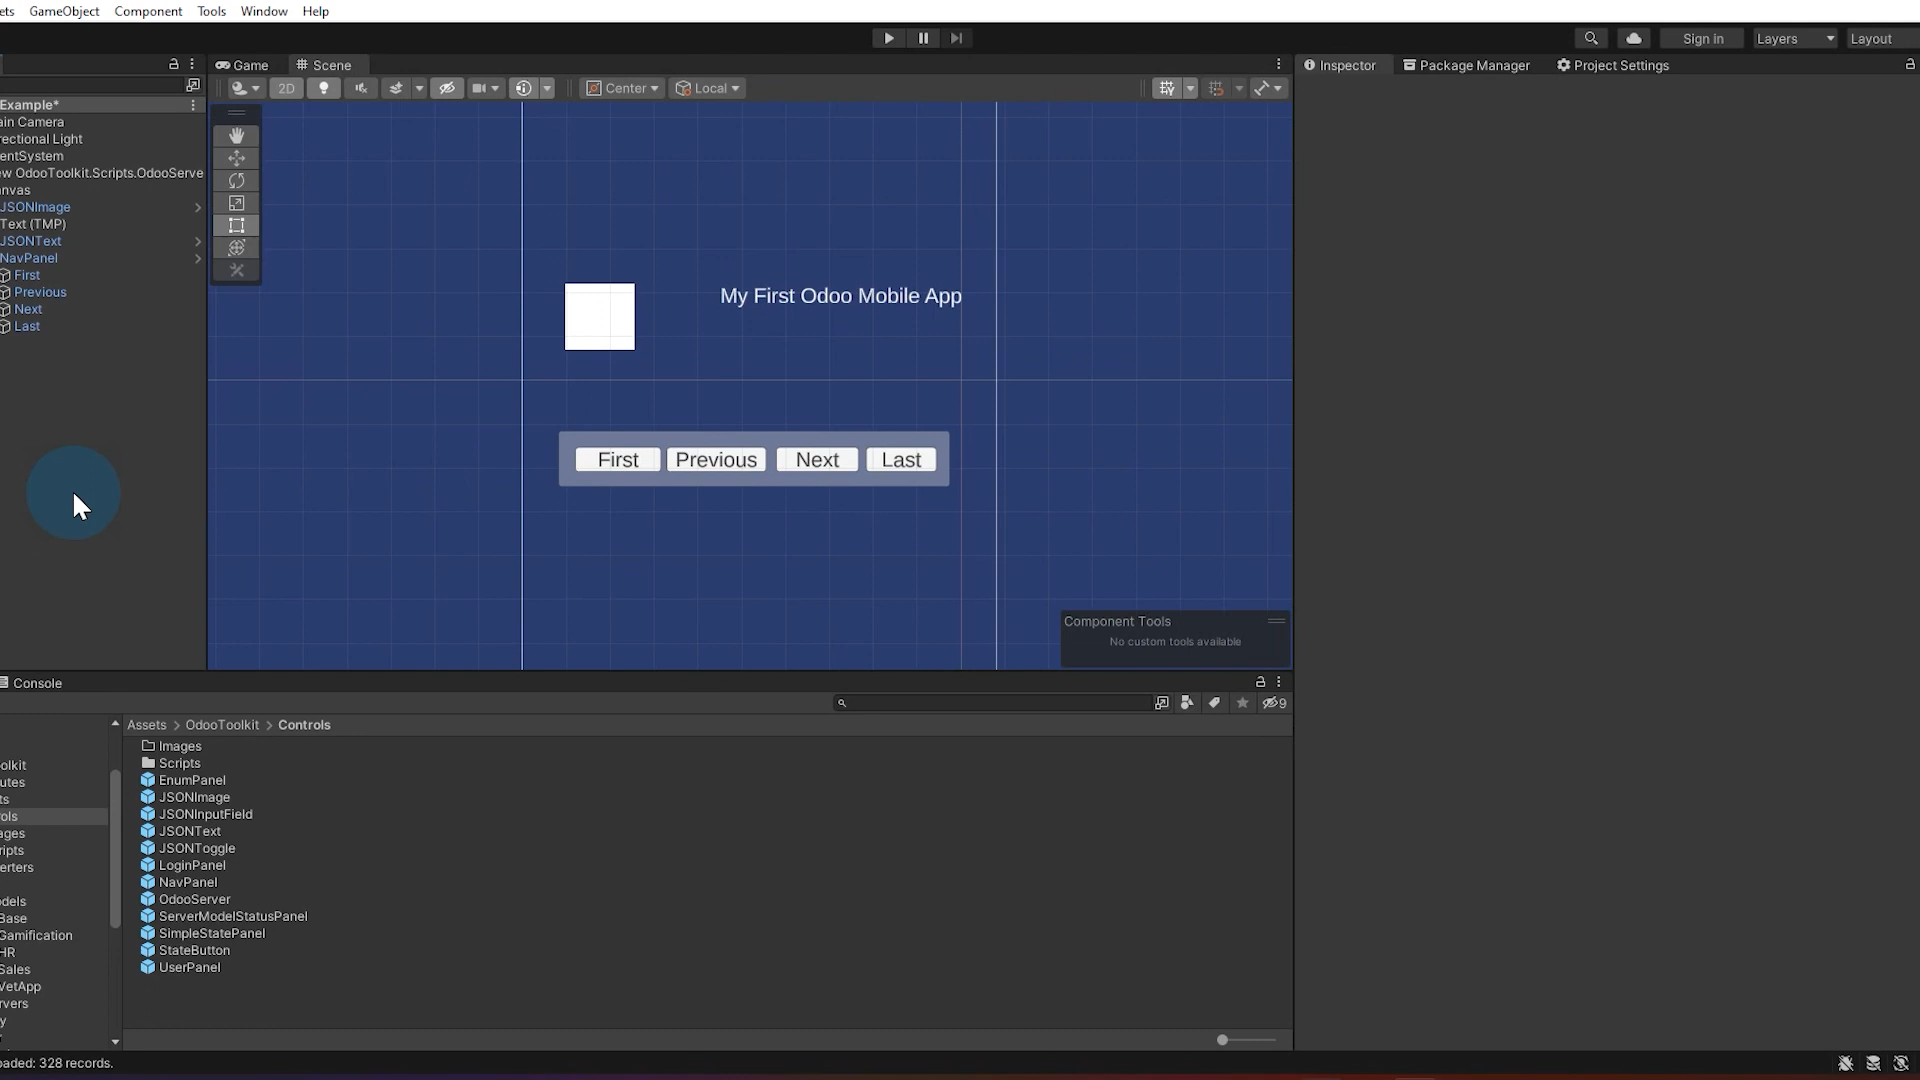 ets GameObject Component Tools Window Help
Sign in Layers Layout
Game Scene Inspector Package Manager Project Settings
2D Center Local
Example*
ain Camera
rectional Light
entSystem
ew OdooToolkit.Scripts.OdooServe
anvas
JSONImage
Text (TMP)
JSONText
NavPanel
First
Previous
Next
Last
My First Odoo Mobile App
First Previous Next Last
Component Tools
No custom tools available
Console
9
Assets > OdooToolkit > Controls
Images
Scripts
EnumPanel
JSONImage
JSONInputField
JSONText
JSONToggle
LoginPanel
NavPanel
OdooServer
ServerModelStatusPanel
SimpleStatePanel
StateButton
UserPanel
olkit
utes
ts
ols
ages
ripts
erters
odels
Base
Gamification
HR
Sales
VetApp
rvers
y
oaded: 328 records.